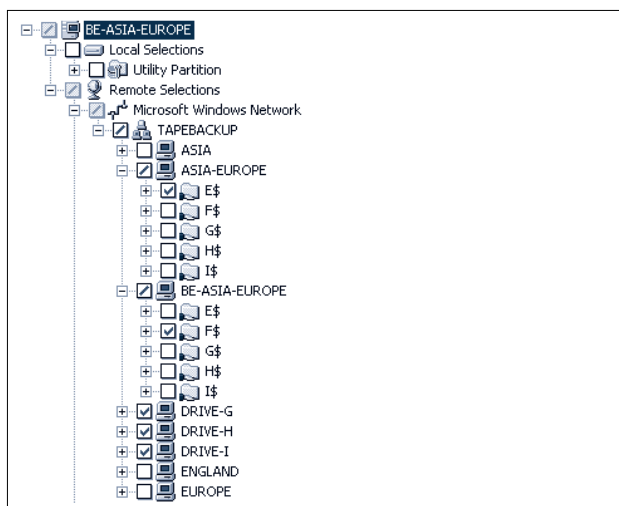 BE-ASIA-EUROPE
Local Selections
Utility Partition
Remote Selections
Microsoft Windows Network
TAPEBACKUP
ASIA
ASIA-EUROPE
E$
F$
G$
H$
I$
BE-ASIA-EUROPE
E$
F$
G$
H$
I$
DRIVE-G
DRIVE-H
DRIVE-I
ENGLAND
EUROPE